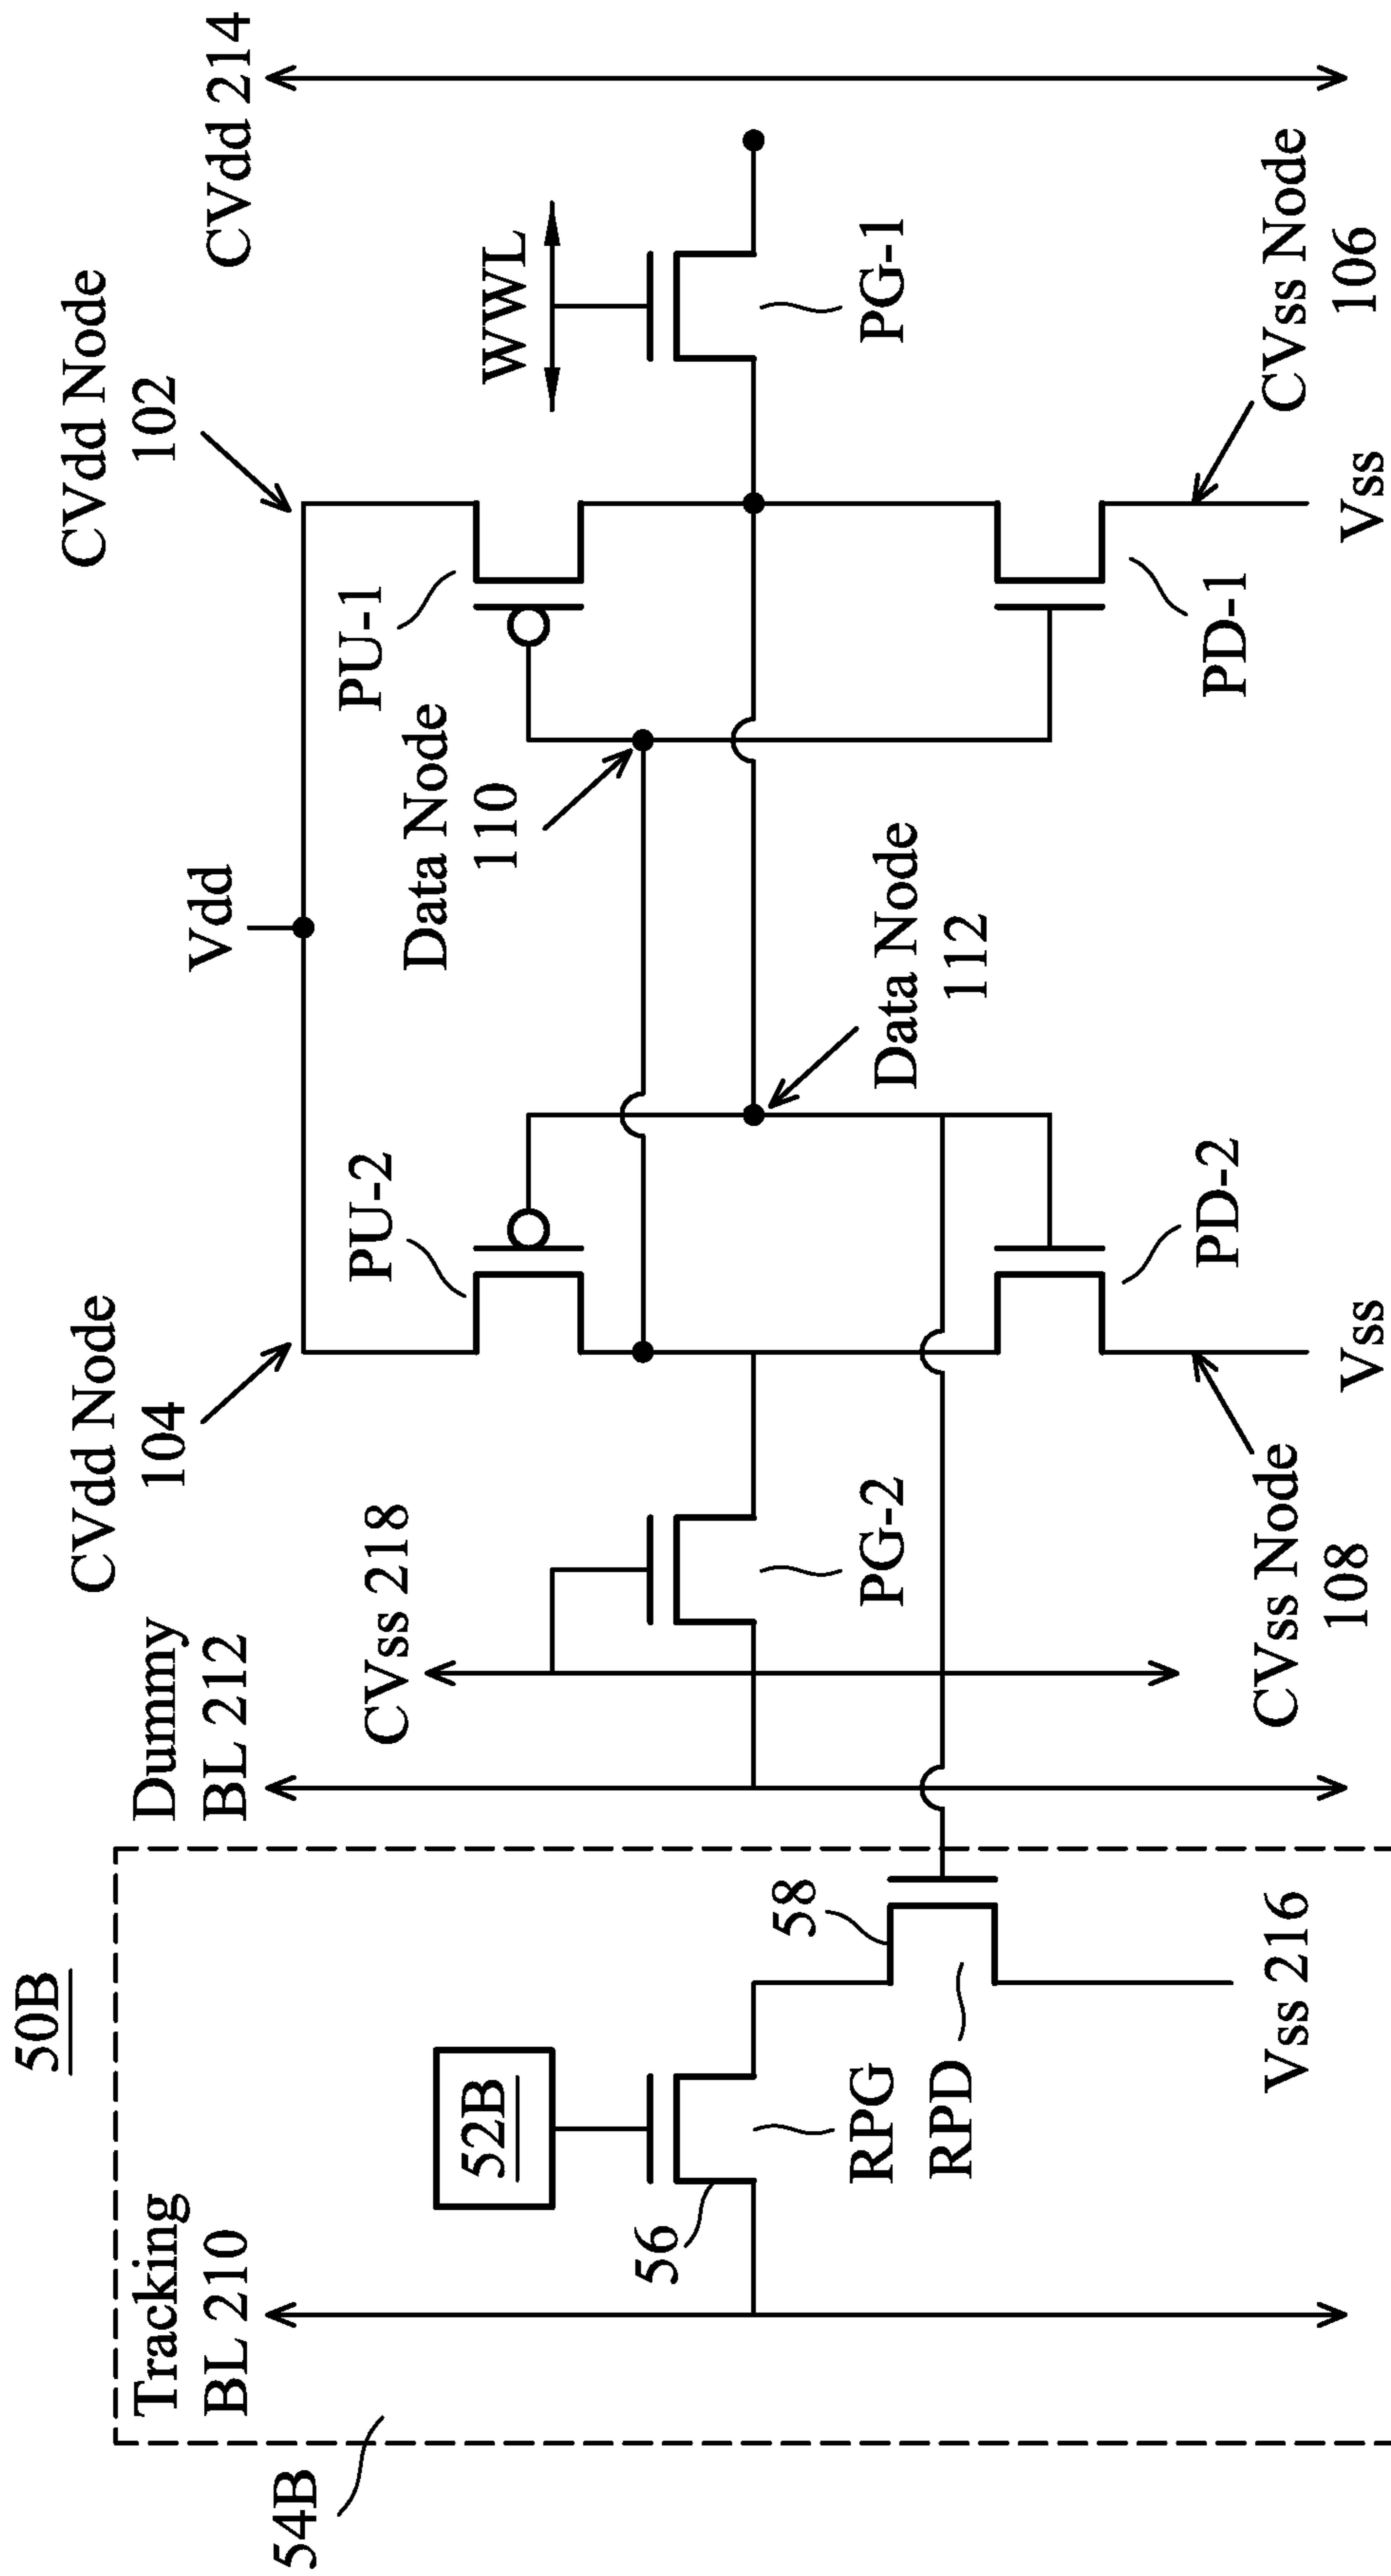 50B
54B
Tracking
BL 210
52B
56
RPG
RPD
58
Vss 216
Dummy
BL 212
CVss 218
PG-2
CVdd Node
104
PU-2
PD-2
CVss Node
108
Vss
Vdd
Data Node
110
Data Node
112
CVdd Node
102
PU-1
PD-1
WWL
PG-1
CVss Node
106
Vss
CVdd 214